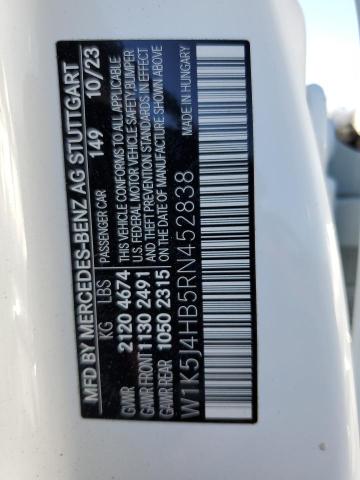 MFD BY MERCEDES-BENZ AG STUTTGART
PASSENGER CAR 149 10/23
KG LBS
GVWR 2120 4674
GAWR FRONT 1130 2491
GAWR REAR 1050 2315
THIS VEHICLE CONFORMS TO ALL APPLICABLE
U.S. FEDERAL MOTOR VEHICLE SAFETY, BUMPER
AND THEFT PREVENTION STANDARDS IN EFFECT
ON THE DATE OF MANUFACTURE SHOWN ABOVE.
MADE IN HUNGARY
W1K5J4HB5RN452838